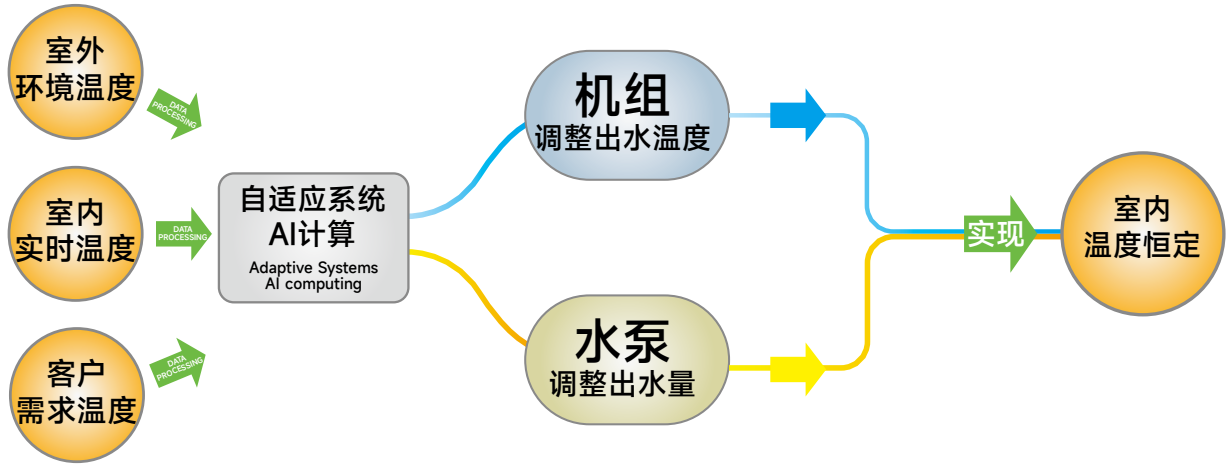 室外
环境温度
DATA
PROCESSING
室内
实时温度
DATA
PROCESSING
客户
需求温度
DATA
PROCESSING
自适应系统
AI计算
Adaptive Systems
AI computing
机组
调整出水温度
水泵
调整出水量
实现
室内
温度恒定